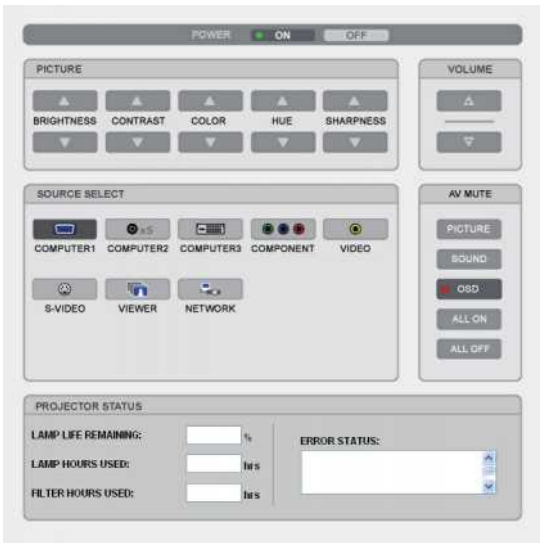 POWER ON OFF
PICTURE
BRIGHTNESS CONTRAST COLOR HUE SHARPNESS
VOLUME
SOURCE SELECT
x5
COMPUTER1 COMPUTER2 COMPUTER3 COMPONENT VIDEO
S-VIDEO VIEWER NETWORK
AV MUTE
PICTURE
SOUND
OSD
ALL ON
ALL OFF
PROJECTOR STATUS
LAMP LIFE REMAINING: %
LAMP HOURS USED: hrs
FILTER HOURS USED: hrs
ERROR STATUS: